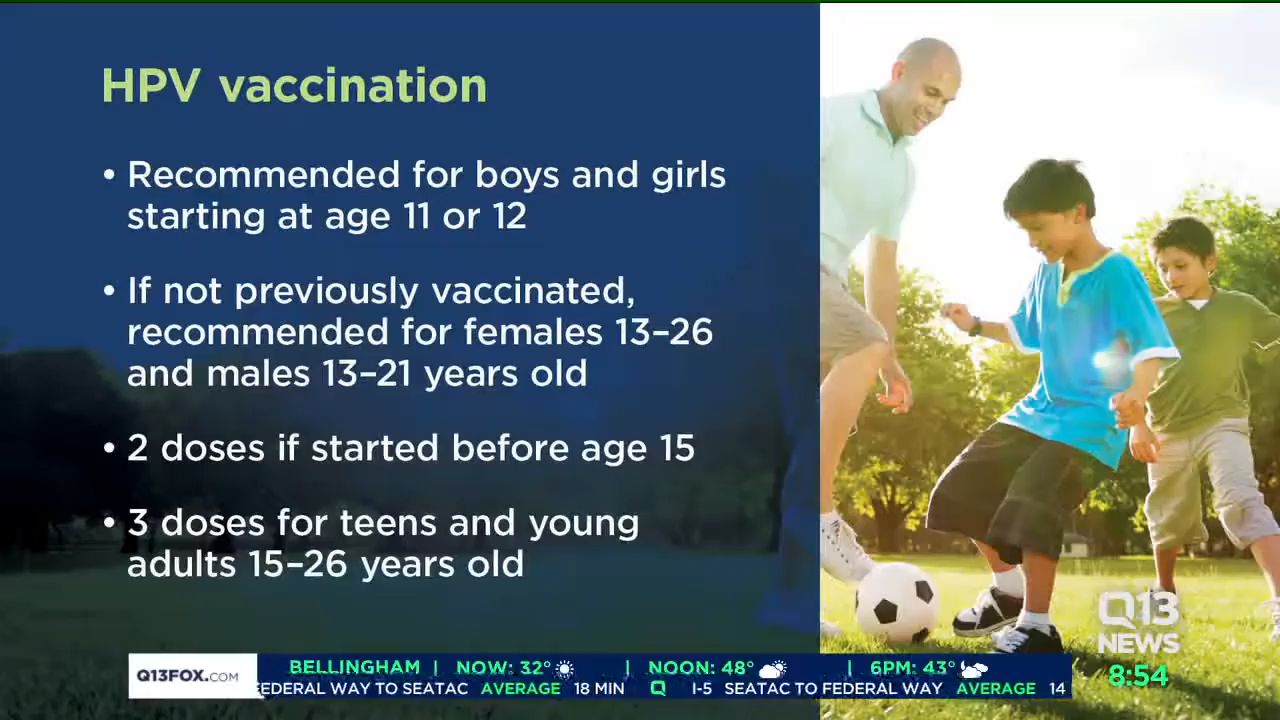 HPV vaccination
• Recommended for boys and girls
starting at age 11 or 12
• If not previously vaccinated,
recommended for females 13–26
and males 13–21 years old
• 2 doses if started before age 15
• 3 doses for teens and young
adults 15–26 years old
Q13
NEWS
8:54
Q13FOX.COM
BELLINGHAM | NOW: 32° | NOON: 48° | 6PM: 43°
EDERAL WAY TO SEATAC AVERAGE 18 MIN Q I-5 SEATAC TO FEDERAL WAY AVERAGE 14